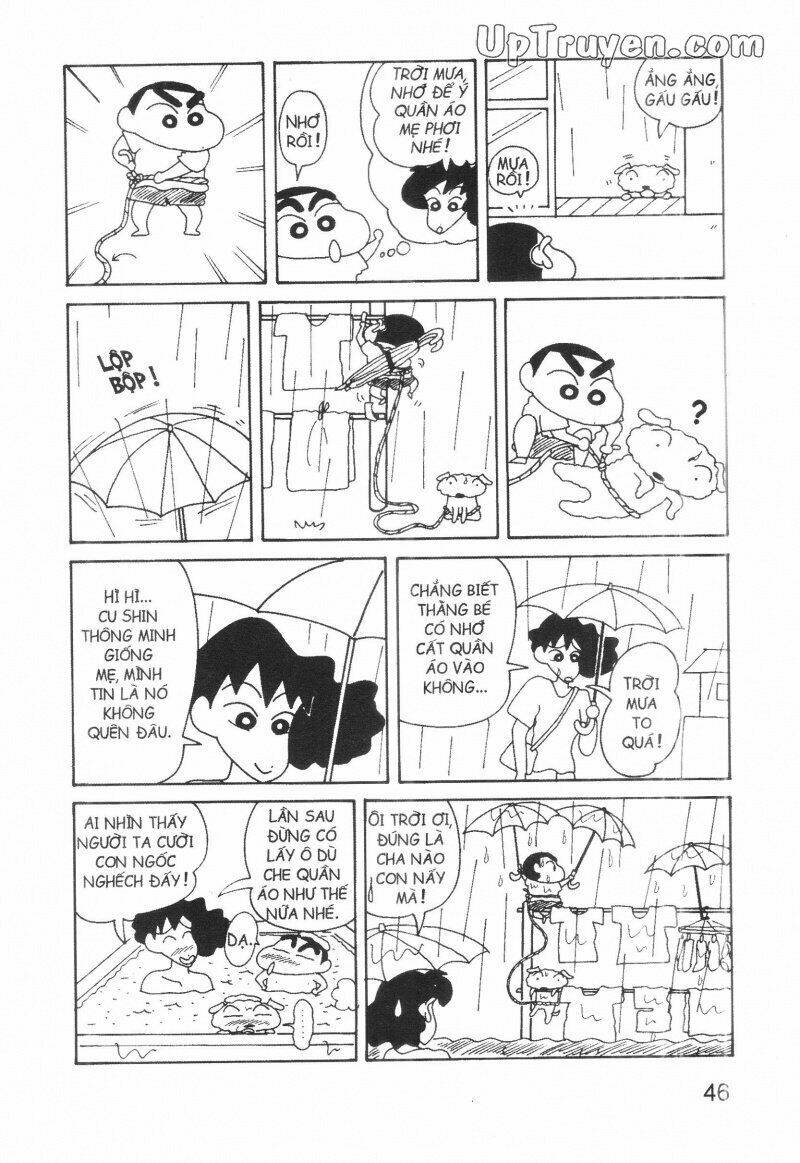 UpTruyen.com
ẲNG ẲNG,
GẤU GẤU!
MƯA
RỒI!
TRỜI MƯA,
NHỚ ĐỂ Ý
QUẦN ÁO
MẸ PHƠI
NHÉ!
NHỚ
RỒI!
?
LỘP
BỘP!
CHẲNG BIẾT
THẰNG BÉ
CÓ NHỚ
CẤT QUẦN
ÁO VÀO
KHÔNG...
TRỜI
MƯA
TO
QUÁ!
HÌ HÌ...
CU SHIN
THÔNG MINH
GIỐNG
MẸ, MÌNH
TIN LÀ NÓ
KHÔNG
QUÊN ĐÂU.
ÔI TRỜI ƠI,
ĐÚNG LÀ
CHA NÀO
CON NẤY
MÀ!
LẦN SAU
ĐỪNG CÓ
LẤY Ô DÙ
CHE QUẦN
ÁO NHƯ THẾ
NỮA NHÉ.
DẠ...
AI NHÌN THẤY
NGƯỜI TA CƯỜI
CON NGỐC
NGHẾCH ĐẤY!
46